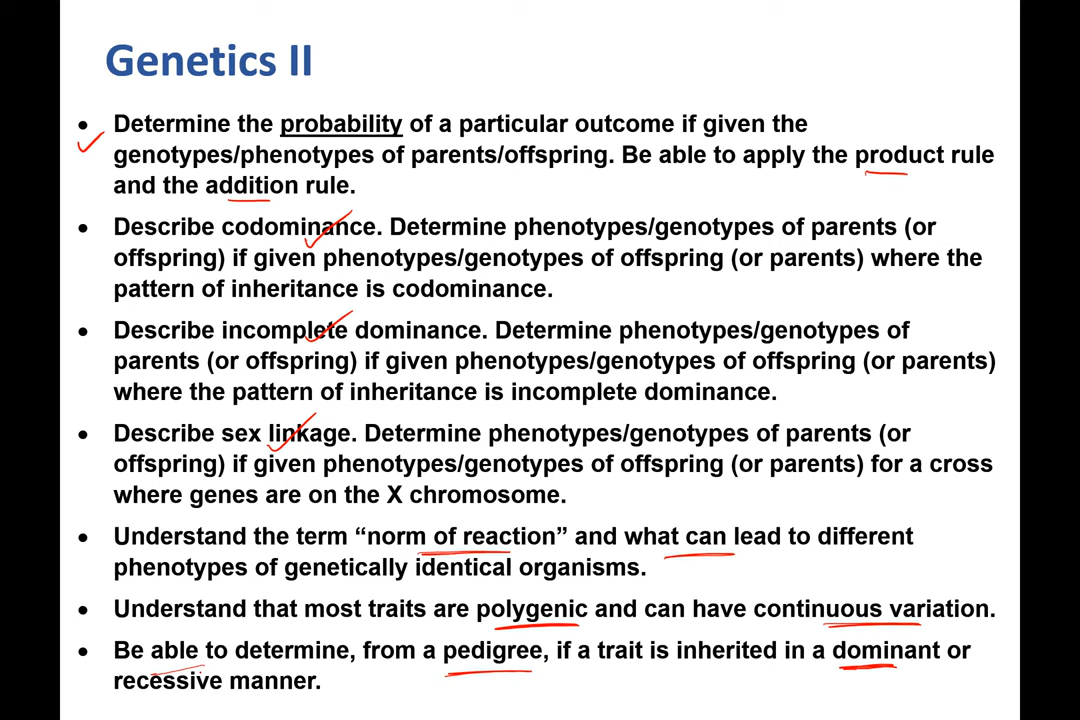 Genetics II
• Determine the probability of a particular outcome if given the
genotypes/phenotypes of parents/offspring. Be able to apply the product rule
and the addition rule.
• Describe codominance. Determine phenotypes/genotypes of parents (or
offspring) if given phenotypes/genotypes of offspring (or parents) where the
pattern of inheritance is codominance.
• Describe incomplete dominance. Determine phenotypes/genotypes of
parents (or offspring) if given phenotypes/genotypes of offspring (or parents)
where the pattern of inheritance is incomplete dominance.
• Describe sex linkage. Determine phenotypes/genotypes of parents (or
offspring) if given phenotypes/genotypes of offspring (or parents) for a cross
where genes are on the X chromosome.
• Understand the term “norm of reaction” and what can lead to different
phenotypes of genetically identical organisms.
• Understand that most traits are polygenic and can have continuous variation.
• Be able to determine, from a pedigree, if a trait is inherited in a dominant or
recessive manner.